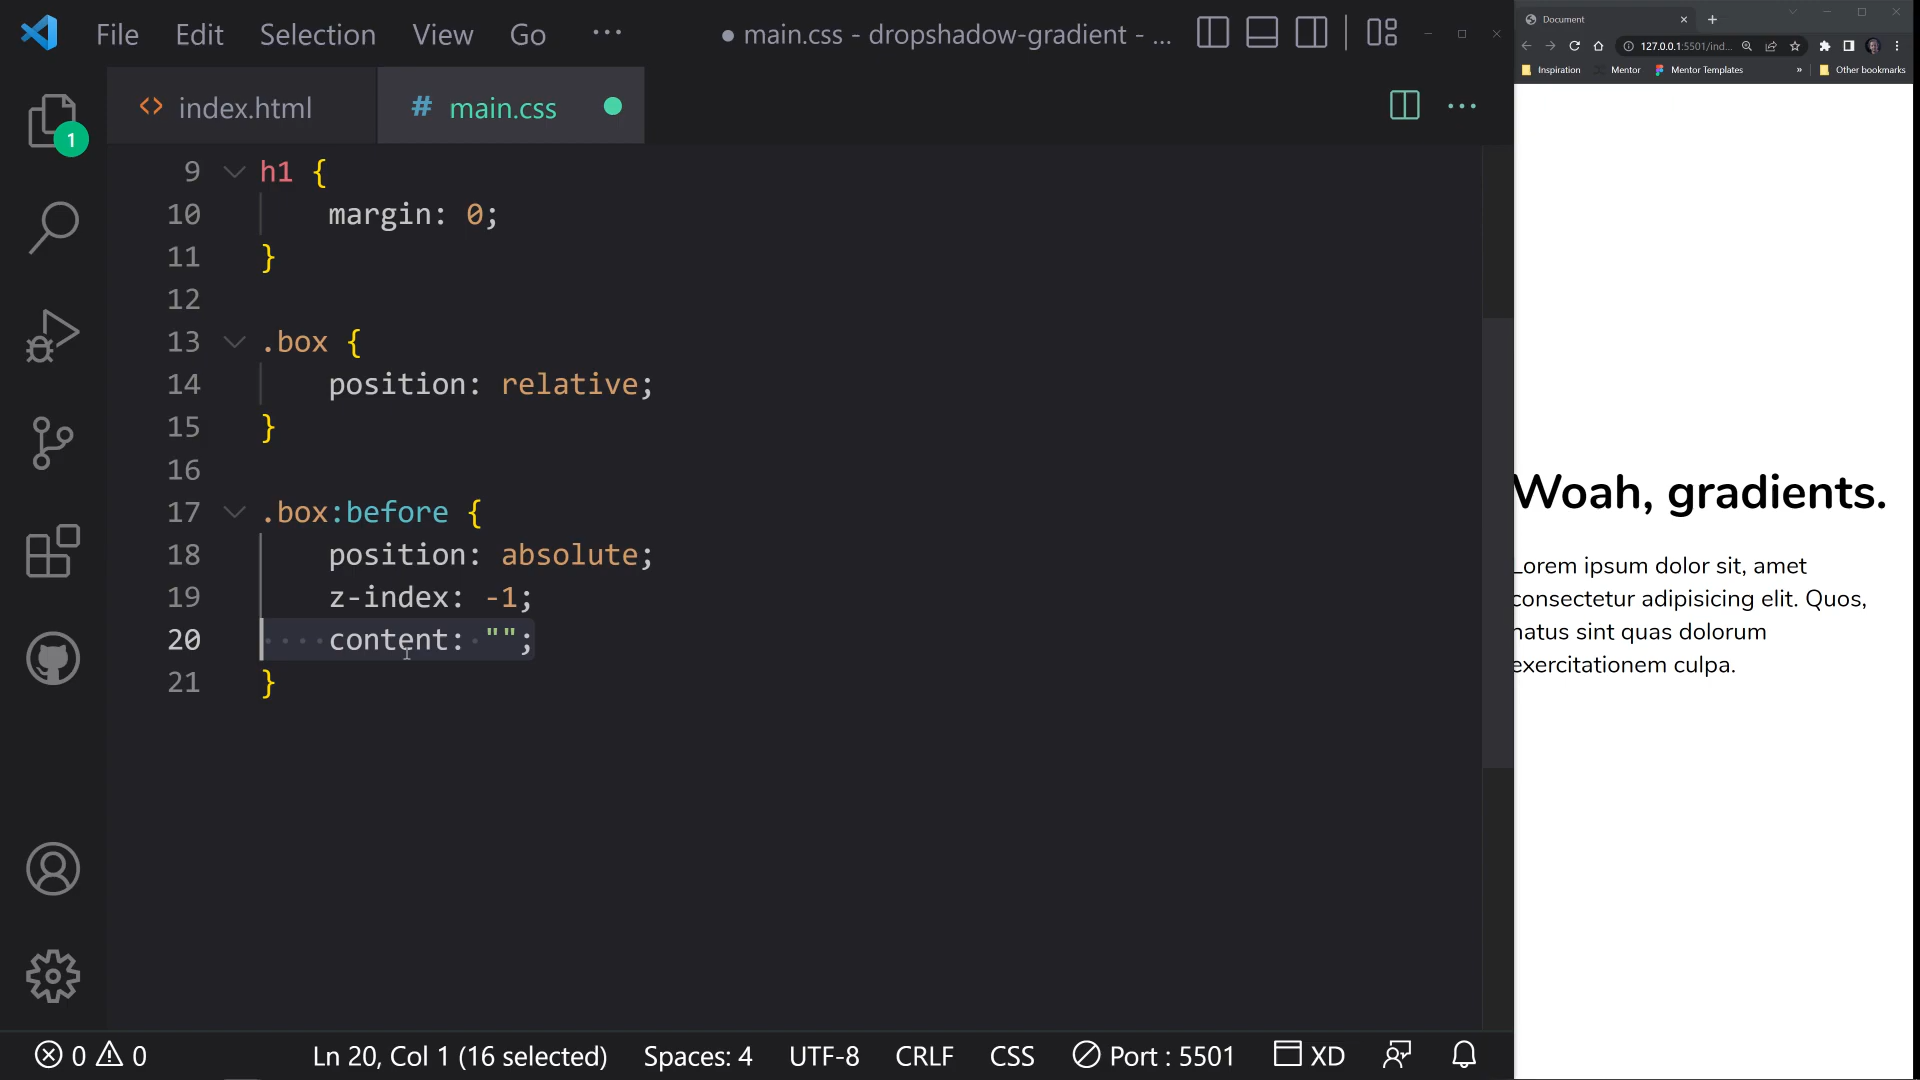 File Edit Selection View Go ··· ● main.css - dropshadow-gradient - ...
index.html
# main.css
1
9 h1 {
10 margin: 0;
11 }
12
13 .box {
14 position: relative;
15 }
16
17 .box:before {
18 position: absolute;
19 z-index: -1;
20 ····content:·"";
21 }
0 0 Ln 20, Col 1 (16 selected) Spaces: 4 UTF-8 CRLF CSS Port : 5501 XD
Document
127.0.0.1:5501/ind...
Inspiration Mentor Mentor Templates » Other bookmarks
Woah, gradients.
Lorem ipsum dolor sit, amet
consectetur adipisicing elit. Quos,
natus sint quas dolorum
exercitationem culpa.